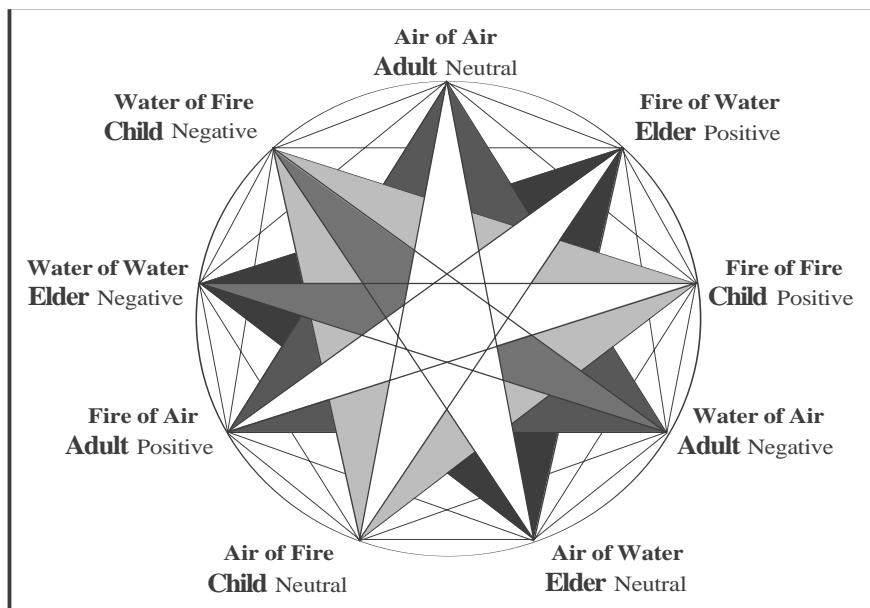 Air of Air
Adult Neutral
Water of Fire
Child Negative
Fire of Water
Elder Positive
Water of Water
Elder Negative
Fire of Fire
Child Positive
Fire of Air
Adult Positive
Water of Air
Adult Negative
Air of Fire
Child Neutral
Air of Water
Elder Neutral